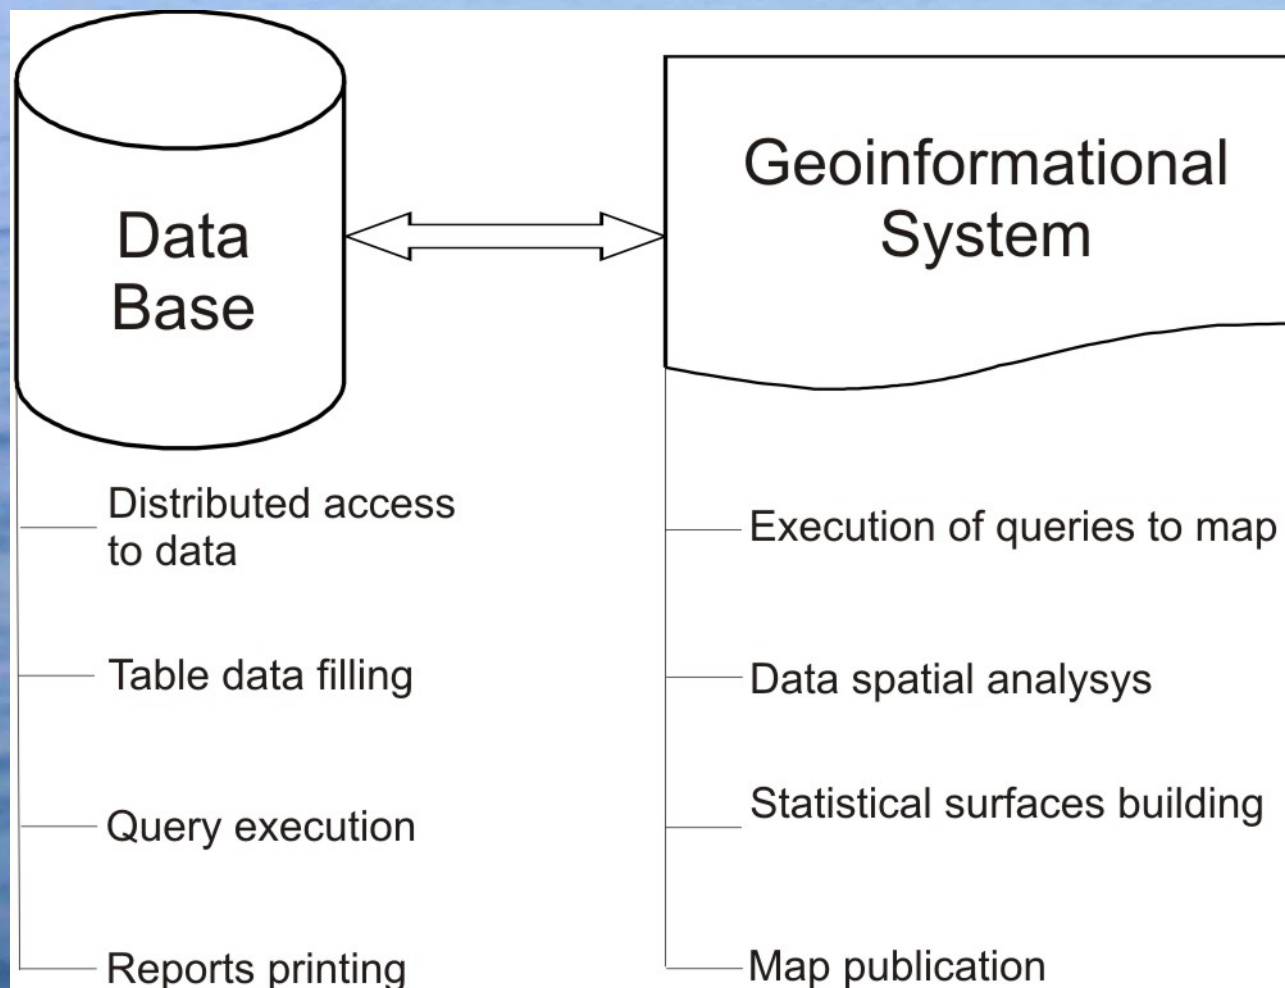 Data
Base
Geoinformational
System
Distributed access
to data
Table data filling
Query execution
Reports printing
Execution of queries to map
Data spatial analysys
Statistical surfaces building
Map publication